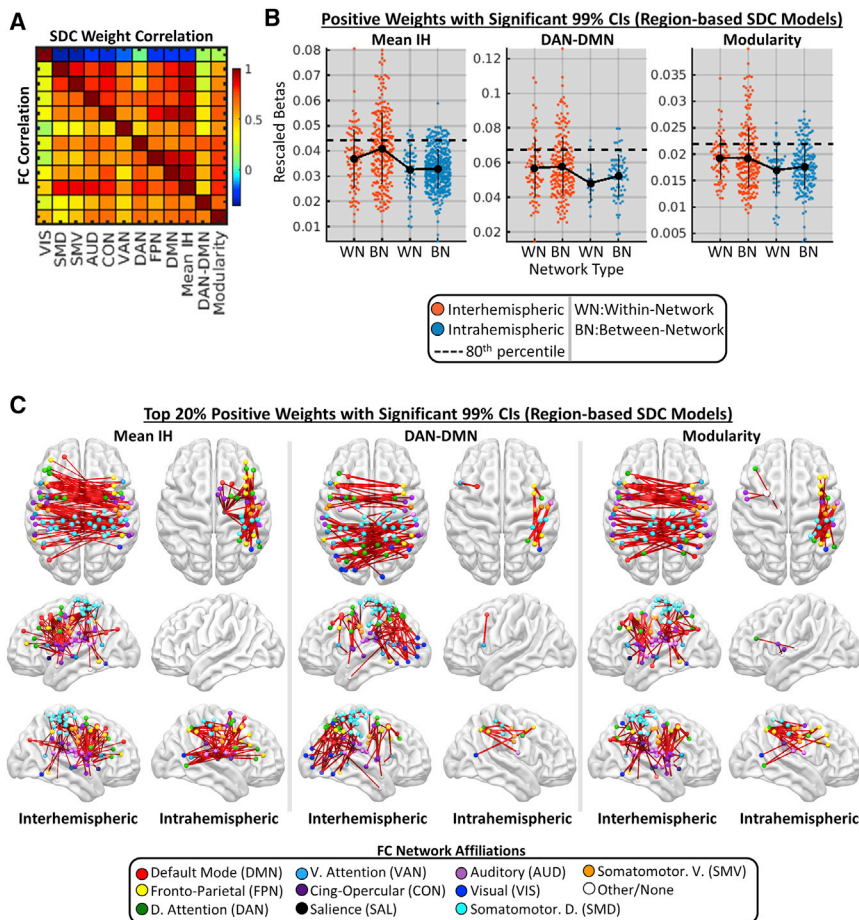 A
SDC Weight Correlation
FC Correlation
1
0.5
0
VIS
SMD
SMV
AUD
CON
VAN
DAN
FPN
DMN
Mean IH
DAN-DMN
Modularity
B
Positive Weights with Significant 99% CIs (Region-based SDC Models)
Mean IH
DAN-DMN
Modularity
Rescaled Betas
0.08
0.07
0.06
0.05
0.04
0.03
0.02
0.01
0.12
0.1
0.08
0.06
0.04
0.02
0.035
0.03
0.025
0.02
0.015
0.01
0.005
WN BN WN BN
WN BN WN BN
WN BN WN BN
Network Type
Interhemispheric
Intrahemispheric
80th percentile
WN:Within-Network
BN:Between-Network
C
Top 20% Positive Weights with Significant 99% CIs (Region-based SDC Models)
Mean IH
DAN-DMN
Modularity
Interhemispheric Intrahemispheric
Interhemispheric Intrahemispheric
Interhemispheric Intrahemispheric
FC Network Affiliations
Default Mode (DMN)
Fronto-Parietal (FPN)
D. Attention (DAN)
V. Attention (VAN)
Cing-Opercular (CON)
Salience (SAL)
Auditory (AUD)
Visual (VIS)
Somatomotor. D. (SMD)
Somatomotor. V. (SMV)
Other/None